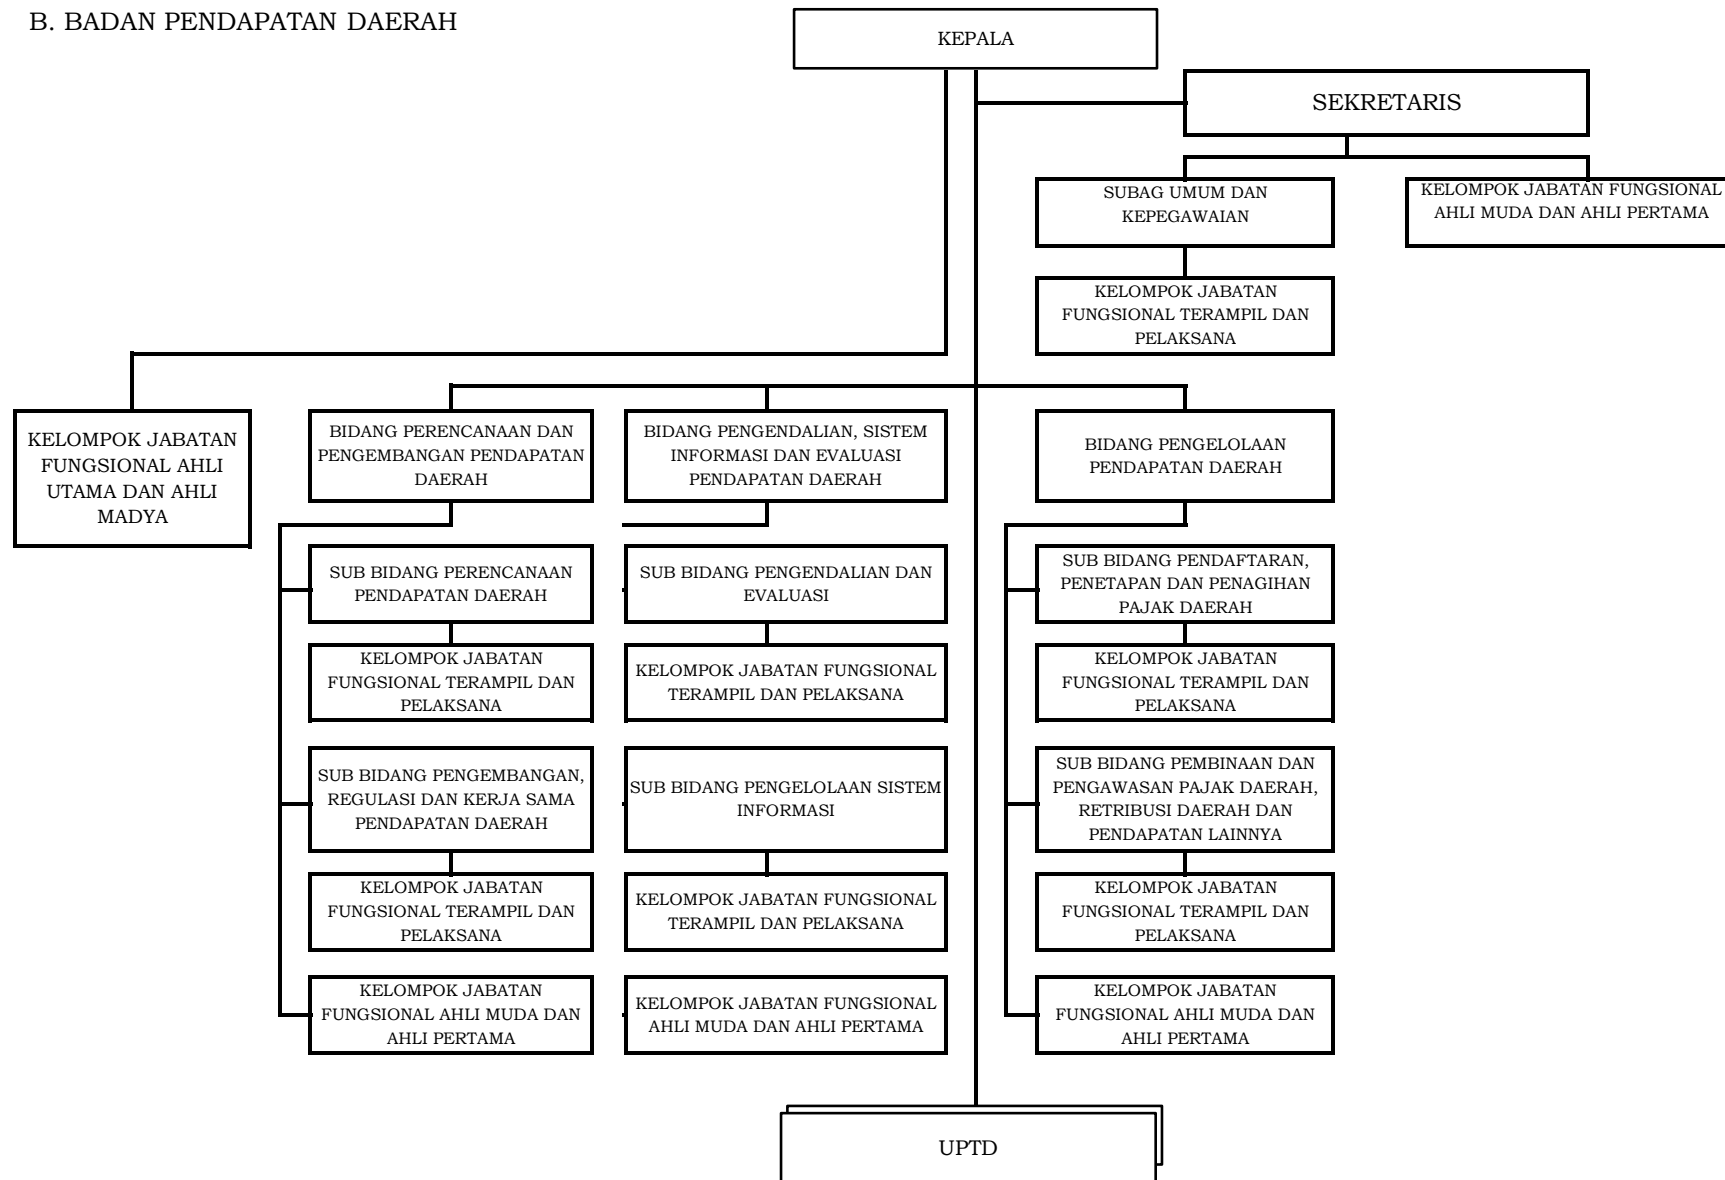 B. BADAN PENDAPATAN DAERAH
KEPALA
SEKRETARIS
SUBAG UMUM DAN
KEPEGAWAIAN
KELOMPOK JABATAN FUNGSIONAL
AHLI MUDA DAN AHLI PERTAMA
KELOMPOK JABATAN
FUNGSIONAL TERAMPIL DAN
PELAKSANA
KELOMPOK JABATAN
FUNGSIONAL AHLI
UTAMA DAN AHLI
MADYA
BIDANG PERENCANAAN DAN
PENGEMBANGAN PENDAPATAN
DAERAH
BIDANG PENGENDALIAN, SISTEM
INFORMASI DAN EVALUASI
PENDAPATAN DAERAH
BIDANG PENGELOLAAN
PENDAPATAN DAERAH
SUB BIDANG PERENCANAAN
PENDAPATAN DAERAH
SUB BIDANG PENGENDALIAN DAN
EVALUASI
SUB BIDANG PENDAFTARAN,
PENETAPAN DAN PENAGIHAN
PAJAK DAERAH
KELOMPOK JABATAN
FUNGSIONAL TERAMPIL DAN
PELAKSANA
KELOMPOK JABATAN FUNGSIONAL
TERAMPIL DAN PELAKSANA
KELOMPOK JABATAN
FUNGSIONAL TERAMPIL DAN
PELAKSANA
SUB BIDANG PENGEMBANGAN,
REGULASI DAN KERJA SAMA
PENDAPATAN DAERAH
SUB BIDANG PENGELOLAAN SISTEM
INFORMASI
SUB BIDANG PEMBINAAN DAN
PENGAWASAN PAJAK DAERAH,
RETRIBUSI DAERAH DAN
PENDAPATAN LAINNYA
KELOMPOK JABATAN
FUNGSIONAL TERAMPIL DAN
PELAKSANA
KELOMPOK JABATAN FUNGSIONAL
TERAMPIL DAN PELAKSANA
KELOMPOK JABATAN
FUNGSIONAL TERAMPIL DAN
PELAKSANA
KELOMPOK JABATAN
FUNGSIONAL AHLI MUDA DAN
AHLI PERTAMA
KELOMPOK JABATAN FUNGSIONAL
AHLI MUDA DAN AHLI PERTAMA
KELOMPOK JABATAN
FUNGSIONAL AHLI MUDA DAN
AHLI PERTAMA
UPTD